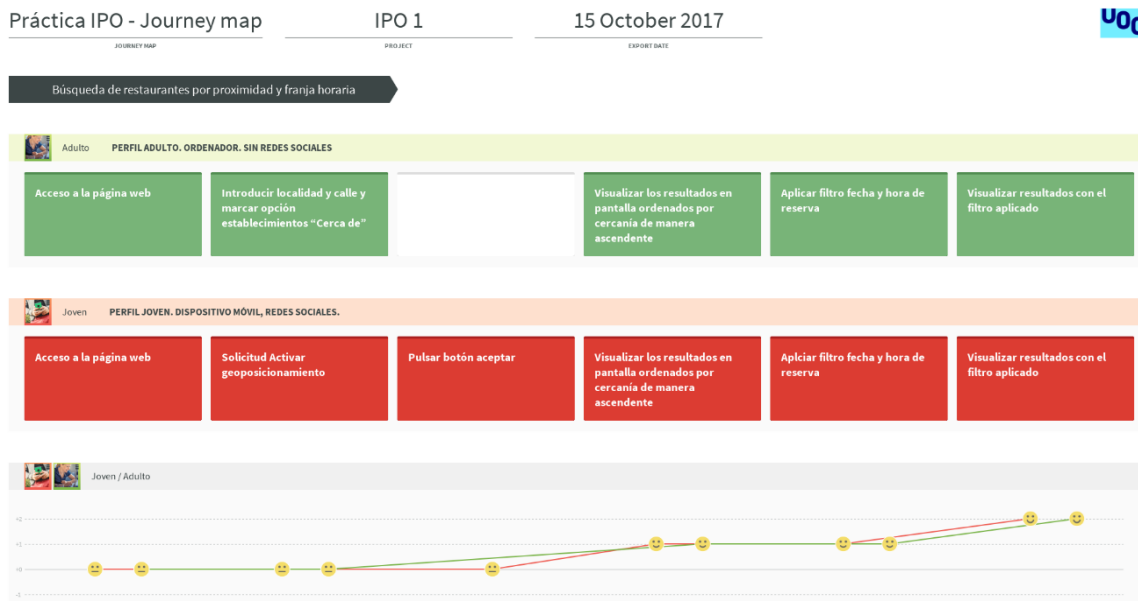 Práctica IPO - Journey map
JOURNEY MAP
IPO 1
PROJECT
15 October 2017
EXPORT DATE
UOC
Búsqueda de restaurantes por proximidad y franja horaria
Adulto
PERFIL ADULTO. ORDENADOR. SIN REDES SOCIALES
Acceso a la página web
Introducir localidad y calle y
marcar opción
establecimientos “Cerca de”
Visualizar los resultados en
pantalla ordenados por
cercanía de manera
ascendente
Aplicar filtro fecha y hora de
reserva
Visualizar resultados con el
filtro aplicado
Joven
PERFIL JOVEN. DISPOSITIVO MÓVIL, REDES SOCIALES.
Acceso a la página web
Solicitud Activar
geoposicionamiento
Pulsar botón aceptar
Visualizar los resultados en
pantalla ordenados por
cercanía de manera
ascendente
Aplciar filtro fecha y hora de
reserva
Visualizar resultados con el
filtro aplicado
Joven / Adulto
+2
+1
+0
-1